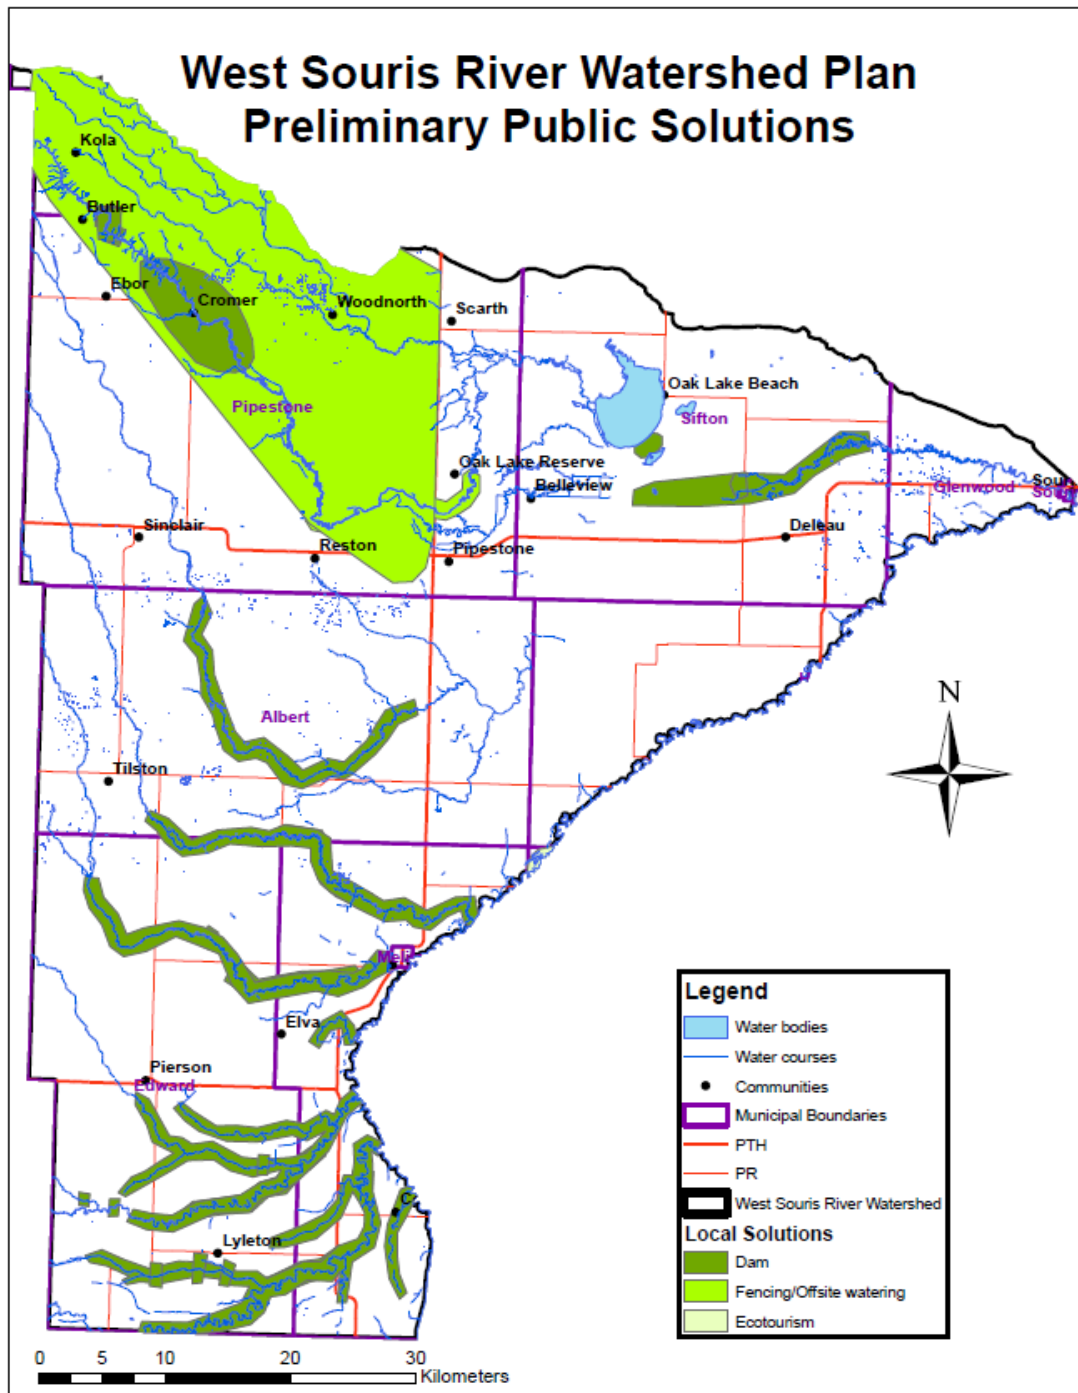 West Souris River Watershed Plan
Preliminary Public Solutions
Kola
Butler
Ebor
Cromer
Woodnorth
Scarth
Oak Lake Beach
Pipestone
Sifton
Oak Lake Reserve
Belleview
Glenwood
Sinclair
Reston
Pipestone
Deleau
Albert
N
Tilston
Elva
Pierson
Edward
Lyleton
Legend
Water bodies
Water courses
Communities
Municipal Boundaries
PTH
PR
West Souris River Watershed
Local Solutions
Dam
Fencing/Offsite watering
Ecotourism
0 5 10 20 30
Kilometers